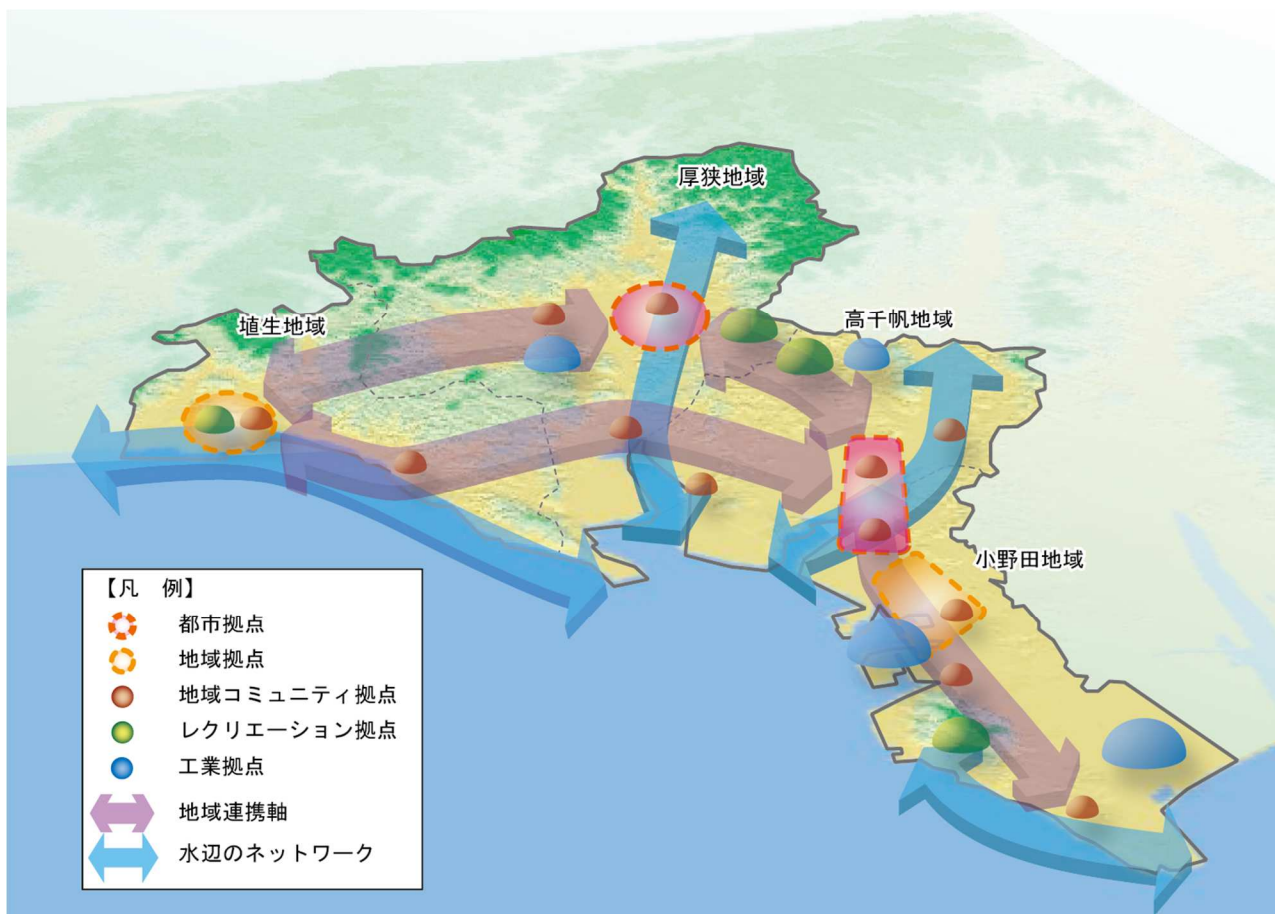 厚狭地域
埴生地域
高千帆地域
小野田地域
【凡　例】
都市拠点
地域拠点
地域コミュニティ拠点
レクリエーション拠点
工業拠点
地域連携軸
水辺のネットワーク